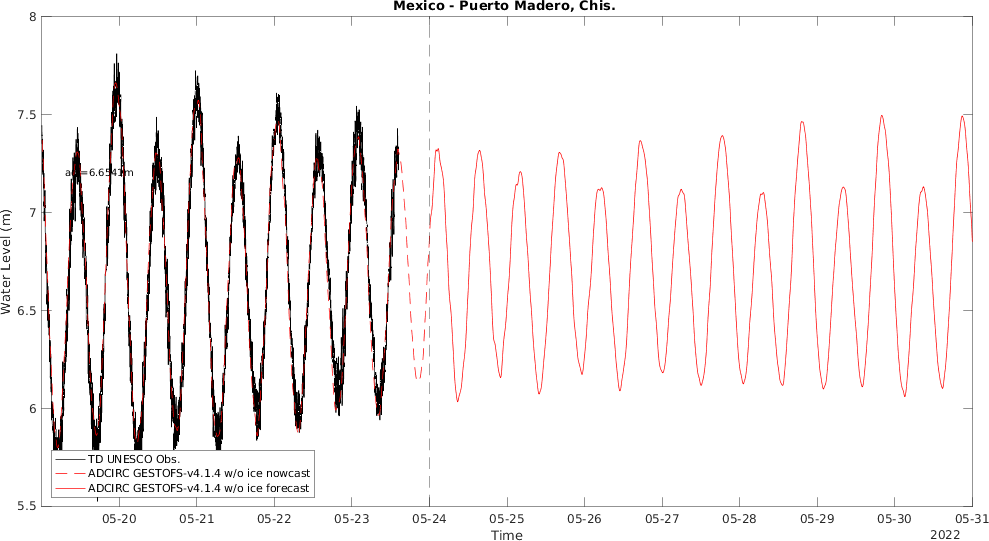 Mexico - Puerto Madero, Chis.
8
7.5
7
6.5
6
5.5
Water Level (m)
TD UNESCO Obs.
ADCIRC GESTOFS-v4.1.4 w/o ice nowcast
ADCIRC GESTOFS-v4.1.4 w/o ice forecast
05-20 05-21 05-22 05-23 05-24 05-25 05-26 05-27 05-28 05-29 05-30 05-31
Time
2022